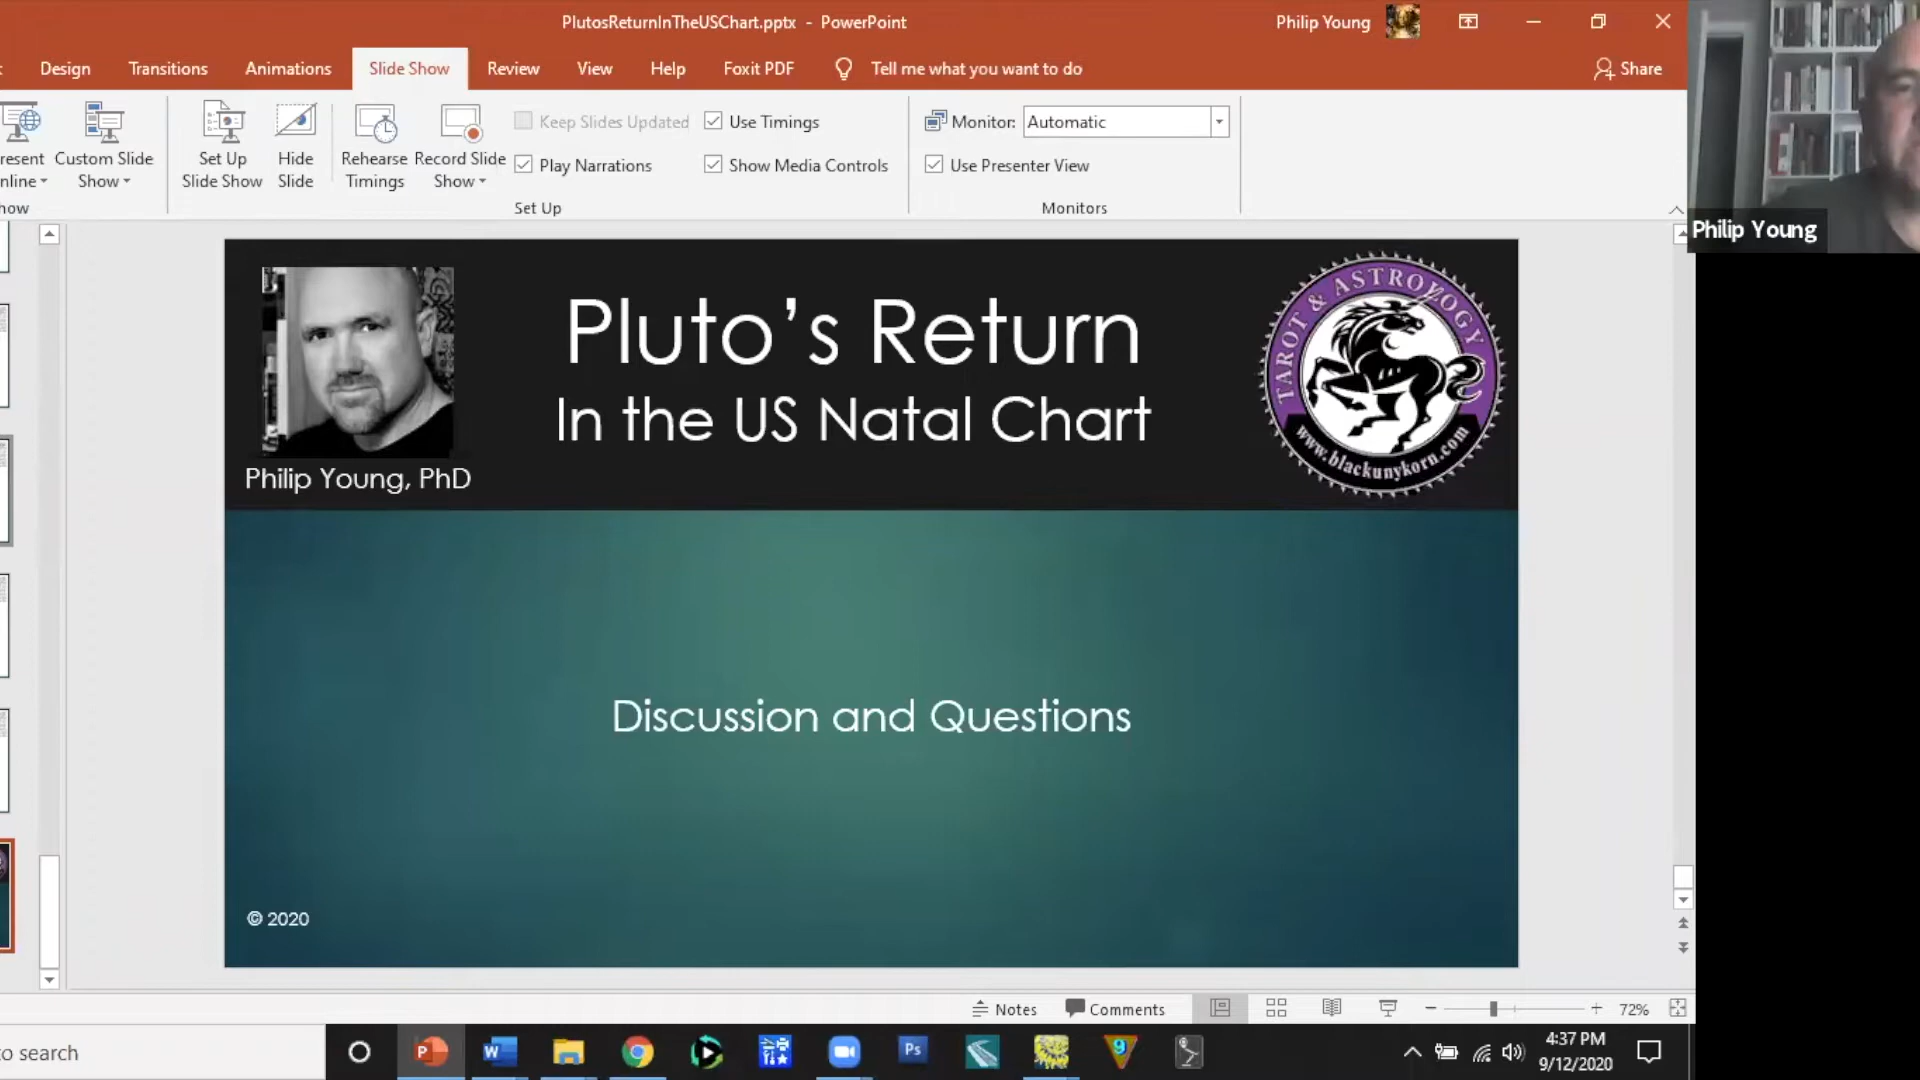 PlutosReturnInTheUSChart.pptx - PowerPoint
Philip Young
Design Transitions Animations Slide Show Review View Help Foxit PDF Tell me what you want to do Share
resent nline
Custom Slide Show
Set Up Slide Show
Hide Slide
Rehearse Timings
Record Slide Show
Keep Slides Updated
Play Narrations
Use Timings
Show Media Controls
Monitor: Automatic
Use Presenter View
how
Set Up
Monitors
Philip Young
Pluto's Return
In the US Natal Chart
Philip Young, PhD
TAROT & ASTROLOGY
www.blackunykorn.com
Discussion and Questions
© 2020
Notes Comments 72%
to search
W
Ps
9
4:37 PM
9/12/2020